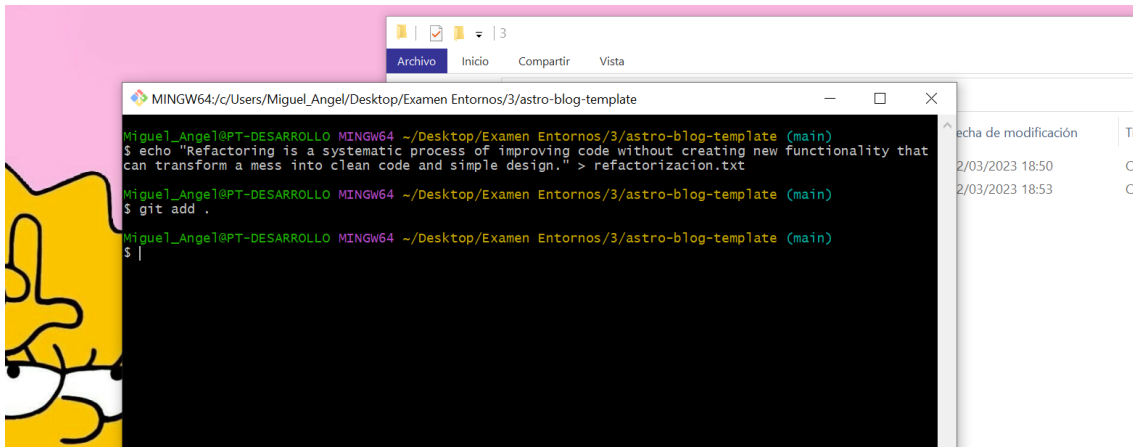 3
Archivo Inicio Compartir Vista
MINGW64:/c/Users/Miguel_Angel/Desktop/Examen Entornos/3/astro-blog-template
echa de modificación
2/03/2023 18:50
2/03/2023 18:53
Miguel_Angel@PT-DESARROLLO MINGW64 ~/Desktop/Examen Entornos/3/astro-blog-template (main)
$ echo "Refactoring is a systematic process of improving code without creating new functionality that
can transform a mess into clean code and simple design." > refactorizacion.txt
Miguel_Angel@PT-DESARROLLO MINGW64 ~/Desktop/Examen Entornos/3/astro-blog-template (main)
$ git add .
Miguel_Angel@PT-DESARROLLO MINGW64 ~/Desktop/Examen Entornos/3/astro-blog-template (main)
$